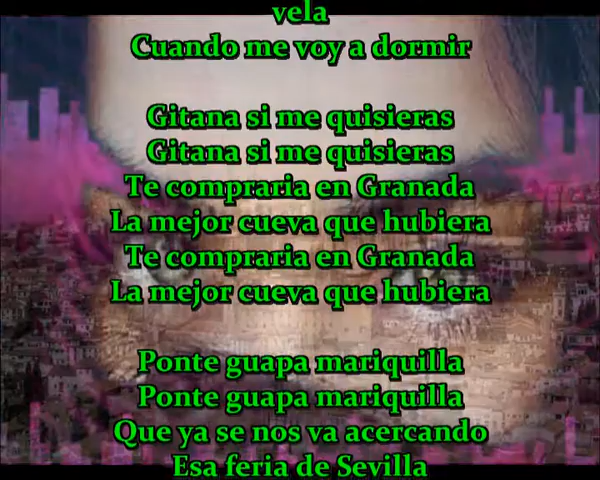 vela
Cuando me voy a dormir
Gitana si me quisieras
Gitana si me quisieras
Te compraria en Granada
La mejor cueva que hubiera
Te compraria en Granada
La mejor cueva que hubiera
Ponte guapa mariquilla
Ponte guapa mariquilla
Que ya se nos va acercando
Esa feria de Sevilla